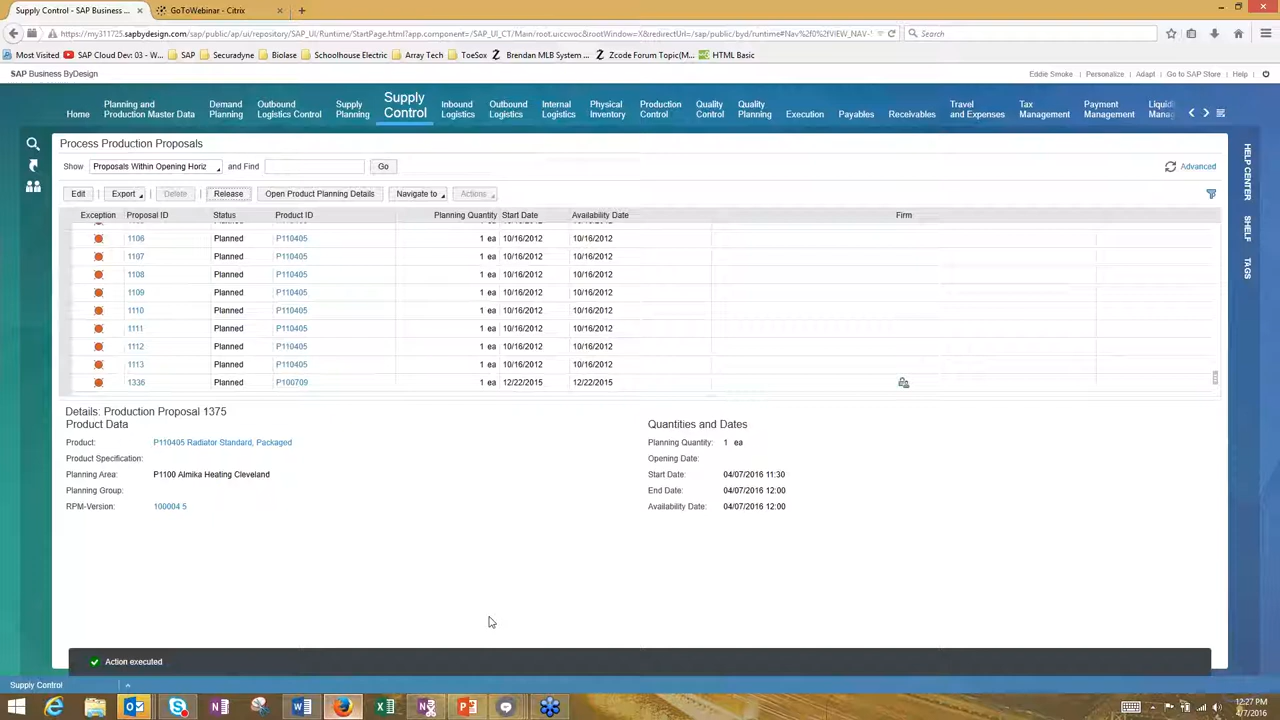 Supply Control - SAP Business ...
GoToWebinar - Citrix
https://my311725.sapbydesign.com/sap/public/ap/ui/repository/SAP_UI/Runtime/StartPage.html?app.component=/SAP_UI_CT/Main/root.uiccwoc&rootWindow=X&redirectUrl=/sap/public/byd/runtime#Nav%2f0%2fVIEW_NAV-
Search
Most Visited SAP Cloud Dev: 03 - W... SAP Securadyne Biolase Schoolhouse Electric Array Tech ToeSox Brendan MLB System ... Zcode Forum Topic(M... HTML Basic
SAP Business ByDesign
Eddie Smoke Personalize Adapt Go to SAP Store Help
Home
Planning and
Production Master Data
Demand
Planning
Outbound
Logistics Control
Supply
Planning
Supply
Control
Inbound
Logistics
Outbound
Logistics
Internal
Logistics
Physical
Inventory
Production
Control
Quality
Control
Quality
Planning
Execution
Payables
Receivables
Travel
and Expenses
Tax
Management
Payment
Management
Liquidi
Manag
Process Production Proposals
Show Proposals Within Opening Horiz and Find Go
Advanced
Edit Export Delete Release Open Product Planning Details Navigate to Actions
Exception Proposal ID Status Product ID Planning Quantity Start Date Availability Date Firm
1106 Planned P110405 1 ea 10/16/2012 10/16/2012
1107 Planned P110405 1 ea 10/16/2012 10/16/2012
1108 Planned P110405 1 ea 10/16/2012 10/16/2012
1109 Planned P110405 1 ea 10/16/2012 10/16/2012
1110 Planned P110405 1 ea 10/16/2012 10/16/2012
1111 Planned P110405 1 ea 10/16/2012 10/16/2012
1112 Planned P110405 1 ea 10/16/2012 10/16/2012
1113 Planned P110405 1 ea 10/16/2012 10/16/2012
1336 Planned P100709 1 ea 12/22/2015 12/22/2015
Details: Production Proposal 1375
Product Data
Product: P110405 Radiator Standard, Packaged
Product Specification:
Planning Area: P1100 Almika Heating Cleveland
Planning Group:
RPM-Version: 100004 5
Quantities and Dates
Planning Quantity: 1 ea
Opening Date:
Start Date: 04/07/2016 11:30
End Date: 04/07/2016 12:00
Availability Date: 04/07/2016 12:00
HELP CENTER
SHELF
TAGS
Action executed
Supply Control
12:27 PM
4/7/2016